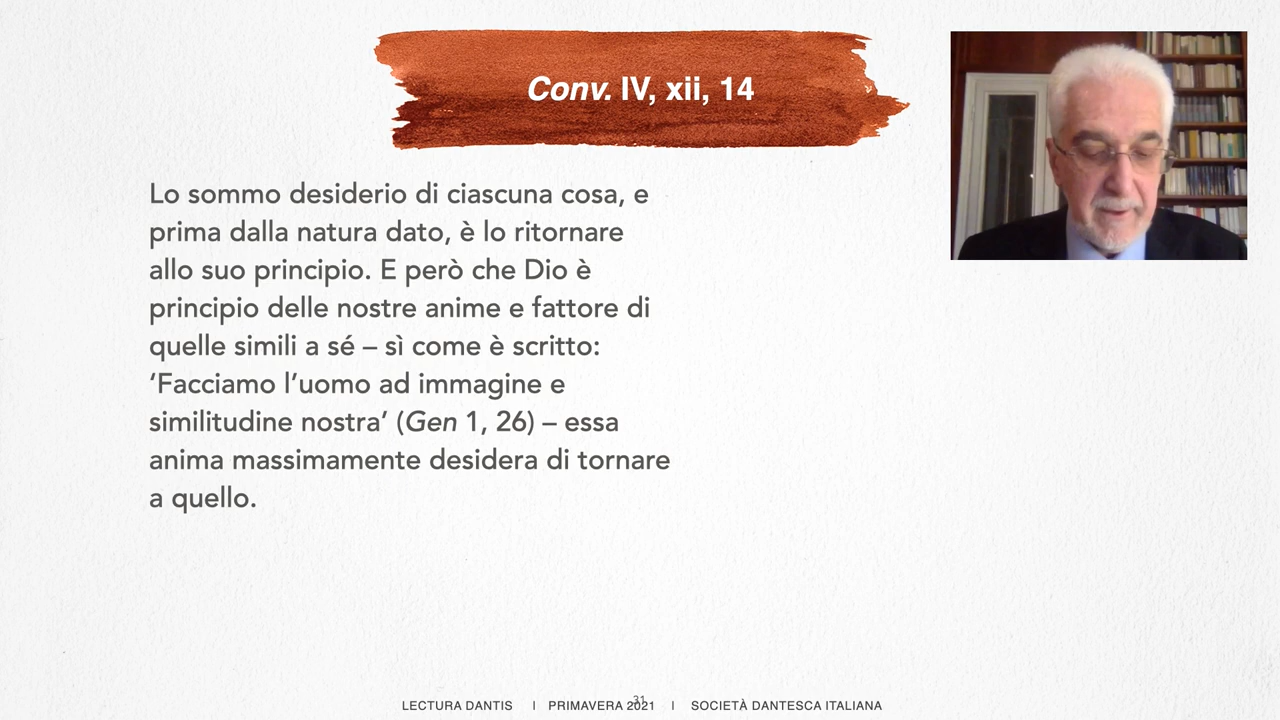 Conv. IV, xii, 14
Lo sommo desiderio di ciascuna cosa, e
prima dalla natura dato, è lo ritornare
allo suo principio. E però che Dio è
principio delle nostre anime e fattore di
quelle simili a sé – sì come è scritto:
‘Facciamo l’uomo ad immagine e
similitudine nostra’ (Gen 1, 26) – essa
anima massimamente desidera di tornare
a quello.
31
LECTURA DANTIS I PRIMAVERA 2021 I SOCIETÀ DANTESCA ITALIANA